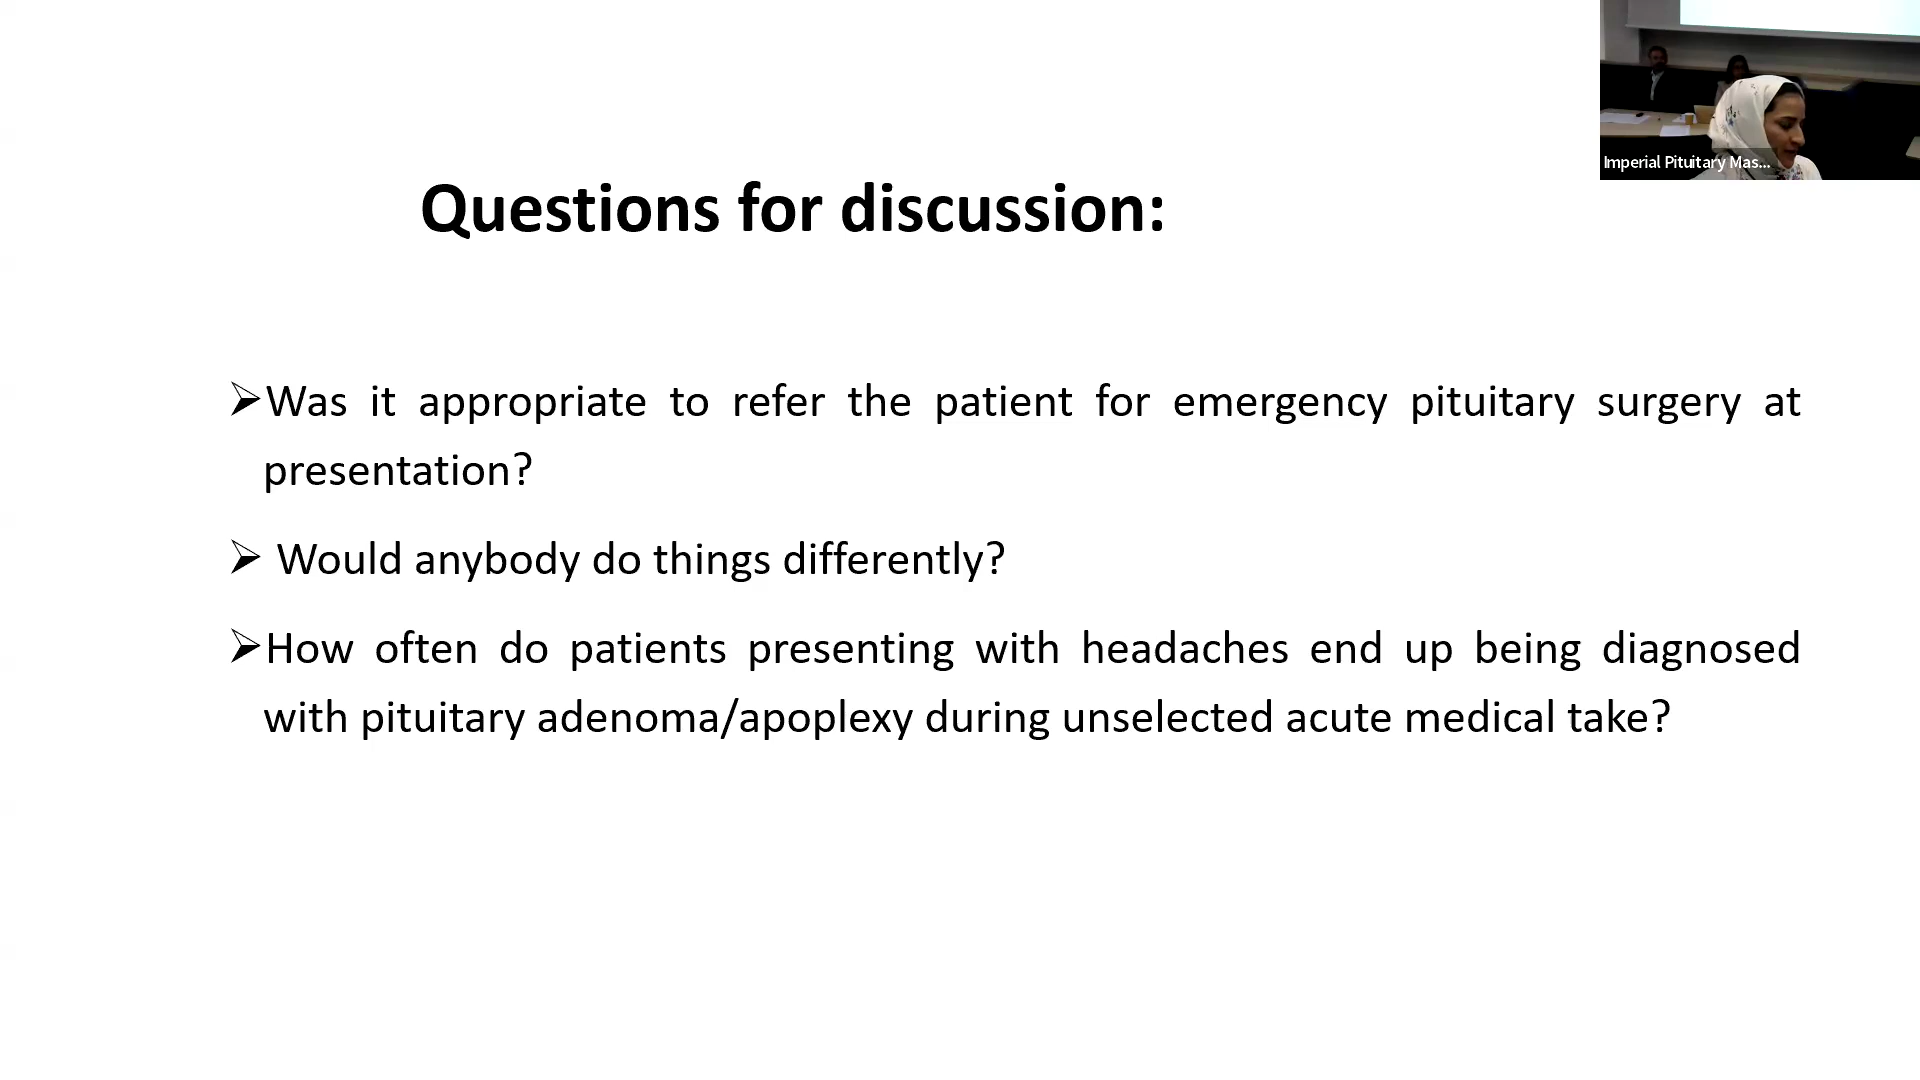 Imperial Pituitary Mas...
Questions for discussion:
➢Was it appropriate to refer the patient for emergency pituitary surgery at
presentation?
➢ Would anybody do things differently?
➢How often do patients presenting with headaches end up being diagnosed
with pituitary adenoma/apoplexy during unselected acute medical take?